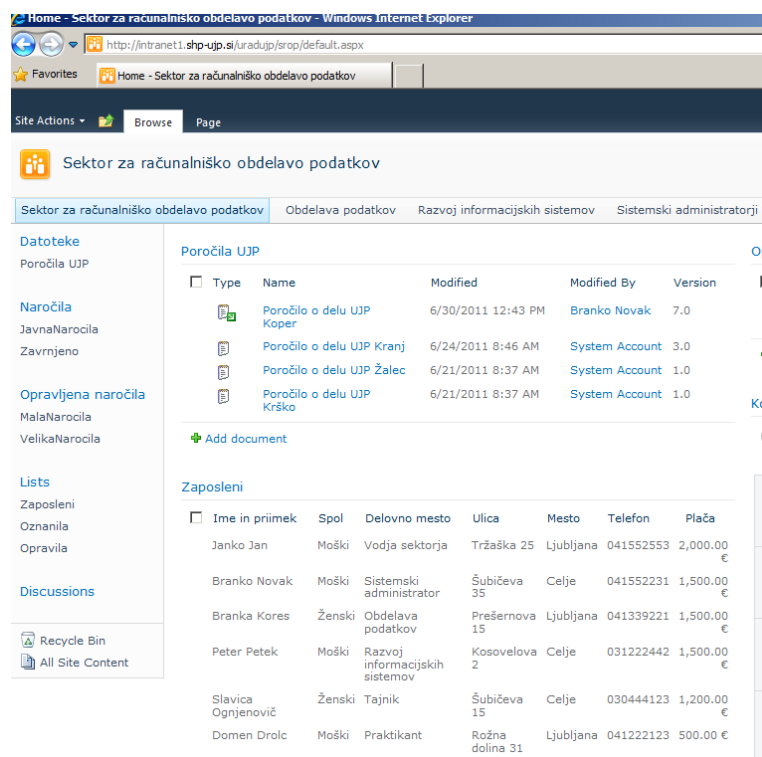 Home - Sektor za računalniško obdelavo podatkov - Windows Internet Explorer
http://intranet1.shp-ujp.si/uradujp/srop/default.aspx
Favorites
Home - Sektor za računalniško obdelavo podatkov
Site Actions
Browse
Page
Sektor za računalniško obdelavo podatkov
Sektor za računalniško obdelavo podatkov
Obdelava podatkov
Razvoj informacijskih sistemov
Sistemski administratorji
Datoteke
Poročila UJP
Naročila
JavnaNarocila
Zavrnjeno
Opravljena naročila
MalaNarocila
VelikaNarocila
Lists
Zaposleni
Oznanila
Opravila
Discussions
Recycle Bin
All Site Content
Poročila UJP
Type Name Modified Modified By Version
Poročilo o delu UJP 6/30/2011 12:43 PM Branko Novak 7.0
Koper
Poročilo o delu UJP Kranj 6/24/2011 8:46 AM System Account 3.0
Poročilo o delu UJP Žalec 6/21/2011 8:37 AM System Account 1.0
Poročilo o delu UJP 6/21/2011 8:37 AM System Account 1.0
Krško
Add document
Zaposleni
Ime in priimek Spol Delovno mesto Ulica Mesto Telefon Plača
Janko Jan Moški Vodja sektorja Tržaška 25 Ljubljana 041552553 2,000.00
€
Branko Novak Moški Sistemski Šubičeva Celje 041552231 1,500.00
administrator 35 €
Branka Kores Ženski Obdelava Prešernova Ljubljana 041339221 1,500.00
podatkov 15 €
Peter Petek Moški Razvoj Kosovelova Celje 031222442 1,500.00
informacijskih 2 €
sistemov
Slavica Ženski Tajnik Šubičeva Celje 030444123 1,200.00
Ognjenovič 15 €
Domen Drolc Moški Praktikant Rožna Ljubljana 041222123 500.00 €
dolina 31